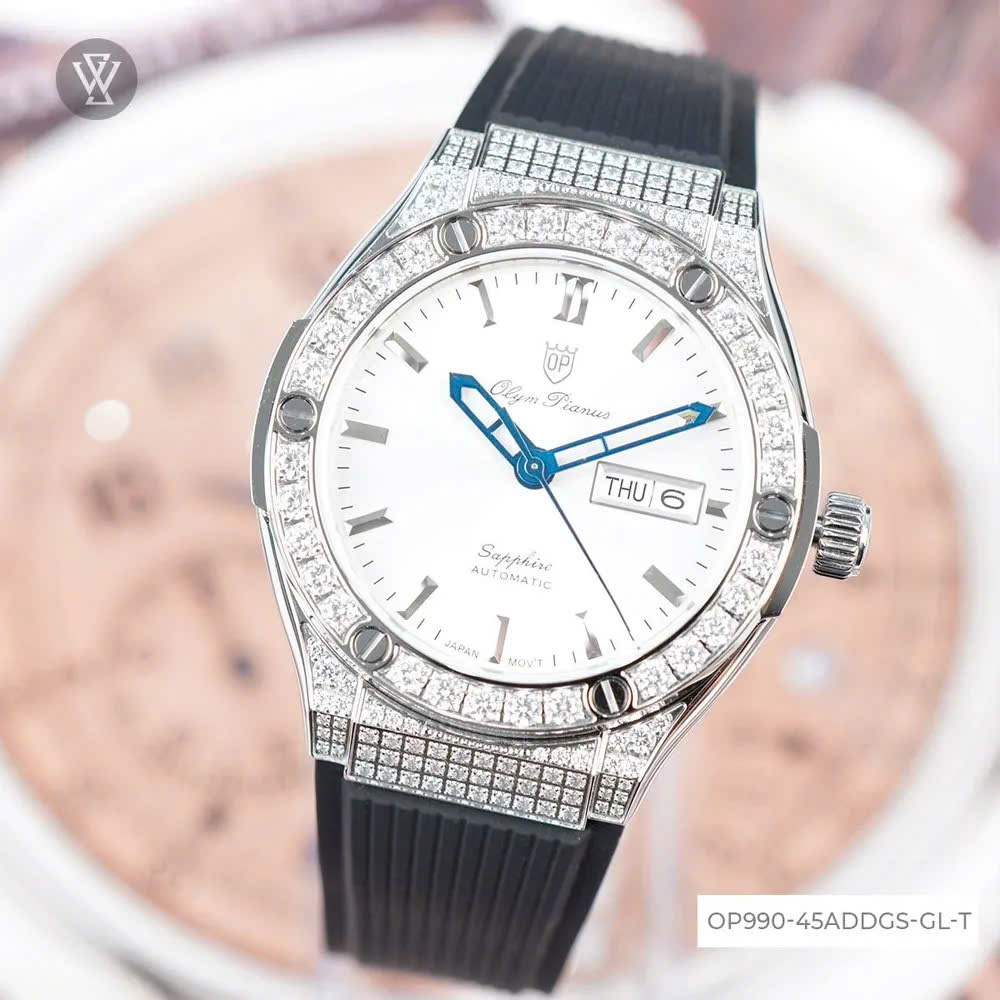 OP
Olym Pianus
THU 6
Sapphire
AUTOMATIC
JAPAN MOV'T
OP990-45ADDGS-GL-T